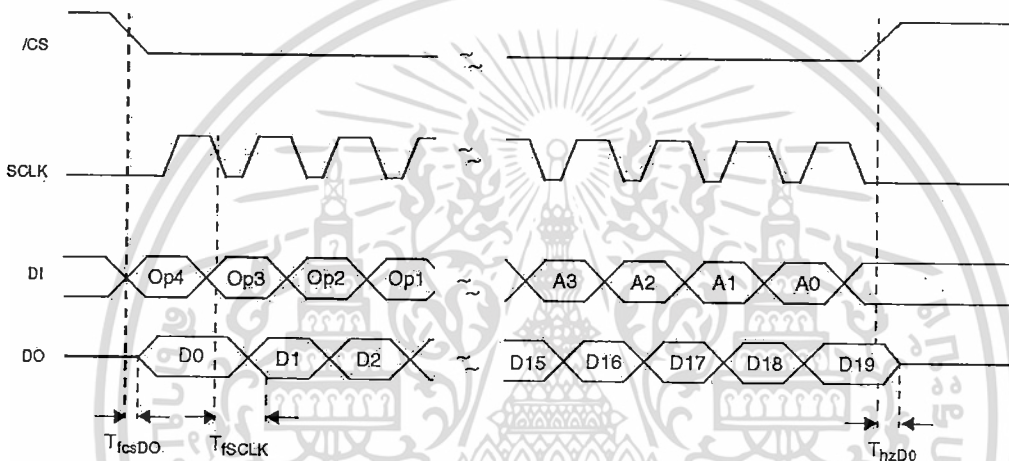 /CS
SCLK
DI Op4 Op3 Op2 Op1 A3 A2 A1 A0
DO D0 D1 D2 D15 D16 D17 D18 D19
TfcsDO TfSCLK ThzD0